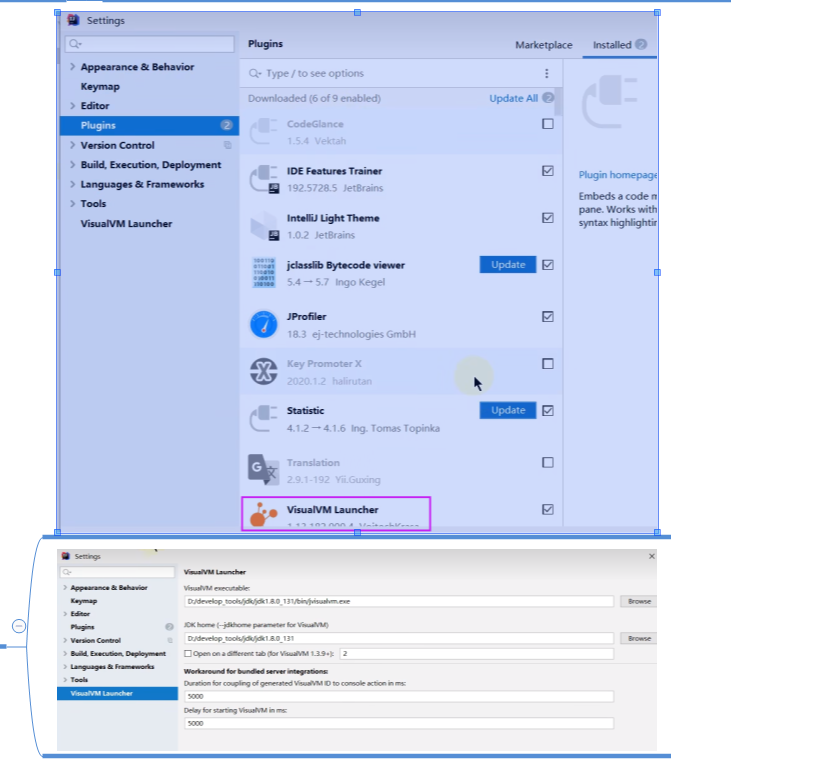 Settings
Plugins
Marketplace
Installed 2
Type / to see options
Downloaded (6 of 9 enabled)
Update All 2
Appearance & Behavior
Keymap
Editor
Plugins 2
Version Control
Build, Execution, Deployment
Languages & Frameworks
Tools
VisualVM Launcher
CodeGlance
1.5.4 Vektah
IDE Features Trainer
192.5728.5 JetBrains
IntelliJ Light Theme
1.0.2 JetBrains
jclasslib Bytecode viewer
Update
5.4 → 5.7 Ingo Kegel
JProfiler
18.3 ej-technologies GmbH
Key Promoter X
2020.1.2 halirutan
Statistic
Update
4.1.2 → 4.1.6 Ing. Tomas Topinka
Translation
2.9.1-192 Yii.Guxing
VisualVM Launcher
Plugin homepage
Embeds a code m
pane. Works with
syntax highlightin
Settings
Appearance & Behavior
Keymap
Editor
Plugins 2
Version Control
Build, Execution, Deployment
Languages & Frameworks
Tools
VisualVM Launcher
VisualVM Launcher
VisualVM executable:
D:/develop_tools/jdk/jdk1.8.0_131/bin/jvisualvm.exe
Browse
JDK home (--jdkhome parameter for VisualVM)
D:/develop_tools/jdk/jdk1.8.0_131
Browse
Open on a different tab (for VisualVM 1.3.9+): 2
Workaround for bundled server integrations:
Duration for coupling of generated VisualVM ID to console action in ms:
5000
Delay for starting VisualVM in ms:
5000